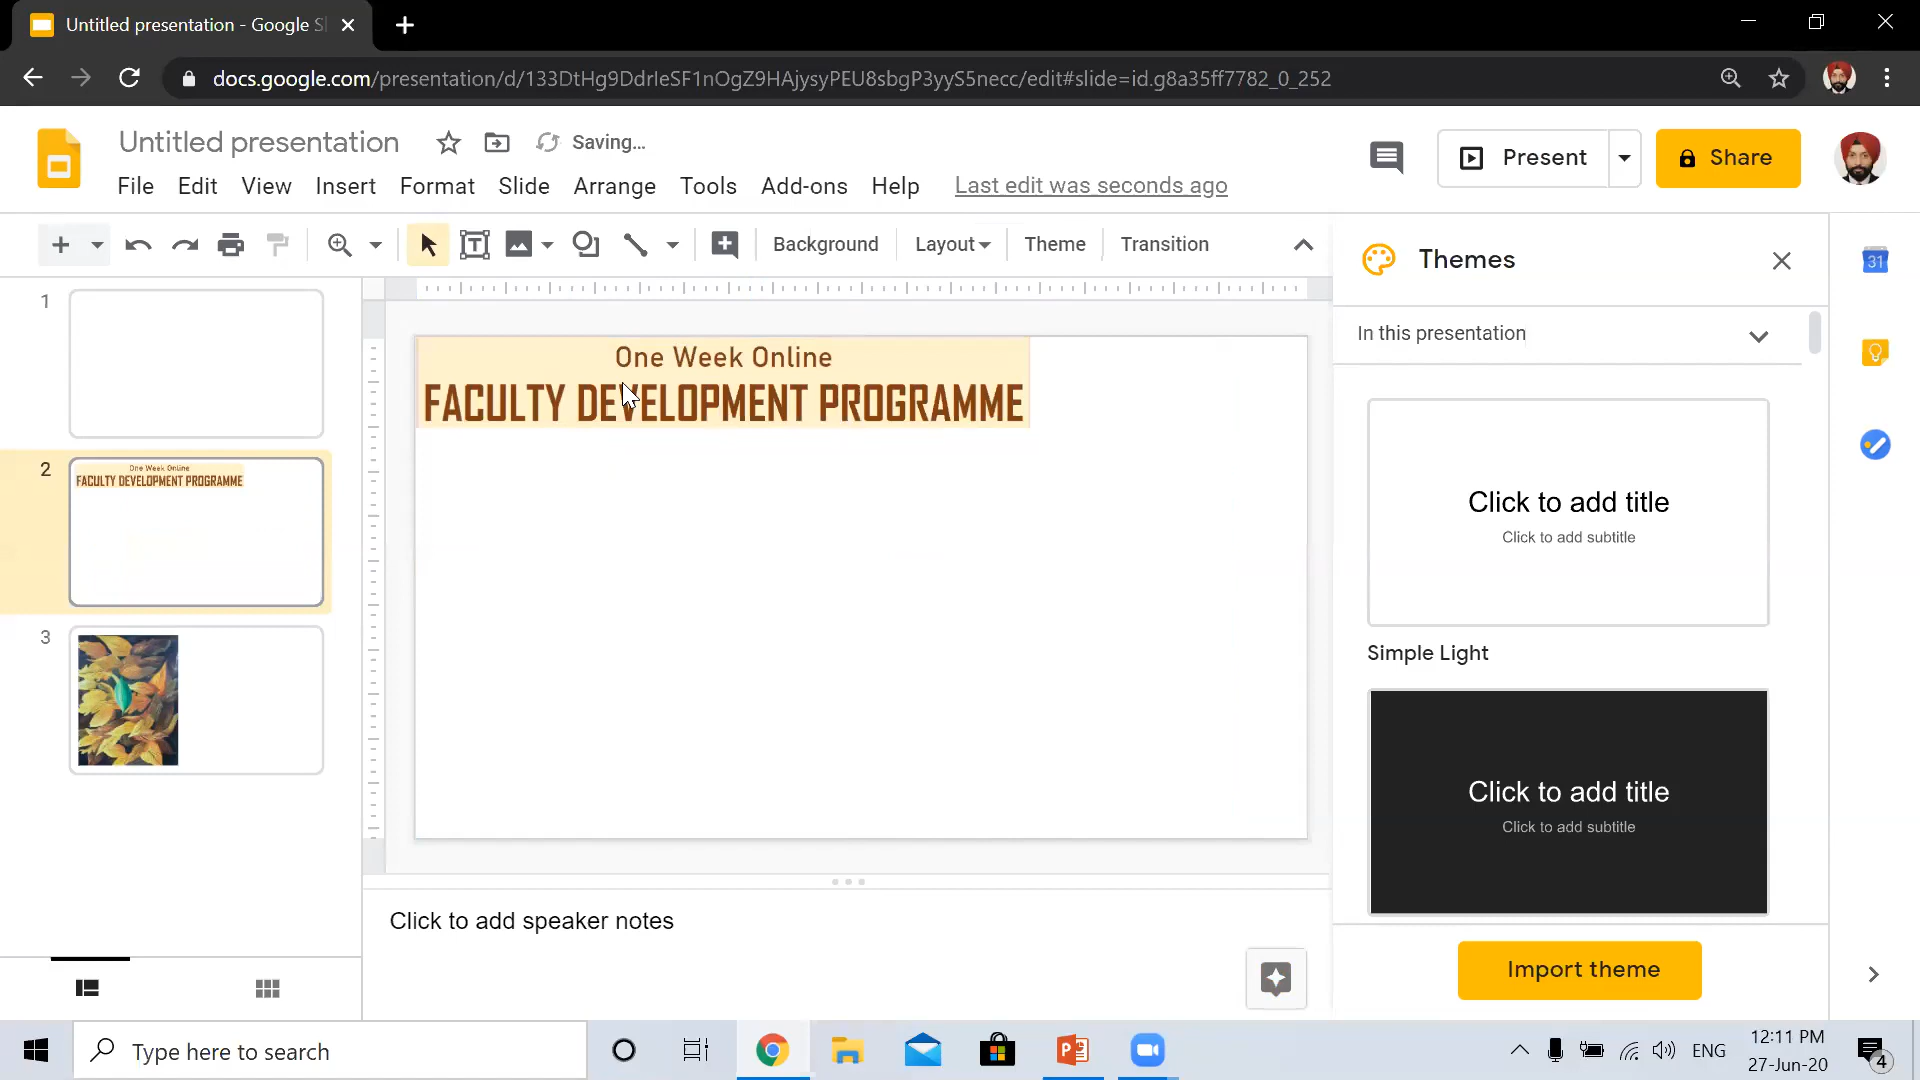 Untitled presentation - Google Sl
docs.google.com/presentation/d/133DtHg9DdrIeSF1nOgZ9HAjysyPEU8sbgP3yyS5necc/edit#slide=id.g8a35ff7782_0_252
Untitled presentation
Saving...
Present
Share
File Edit View Insert Format Slide Arrange Tools Add-ons Help Last edit was seconds ago
Background Layout Theme Transition
Themes
In this presentation
1
2
One Week Online
FACULTY DEVELOPMENT PROGRAMME
3
One Week Online
FACULTY DEVELOPMENT PROGRAMME
Click to add title
Click to add subtitle
Simple Light
Click to add title
Click to add subtitle
Import theme
Click to add speaker notes
31
Type here to search
ENG
12:11 PM
27-Jun-20
4